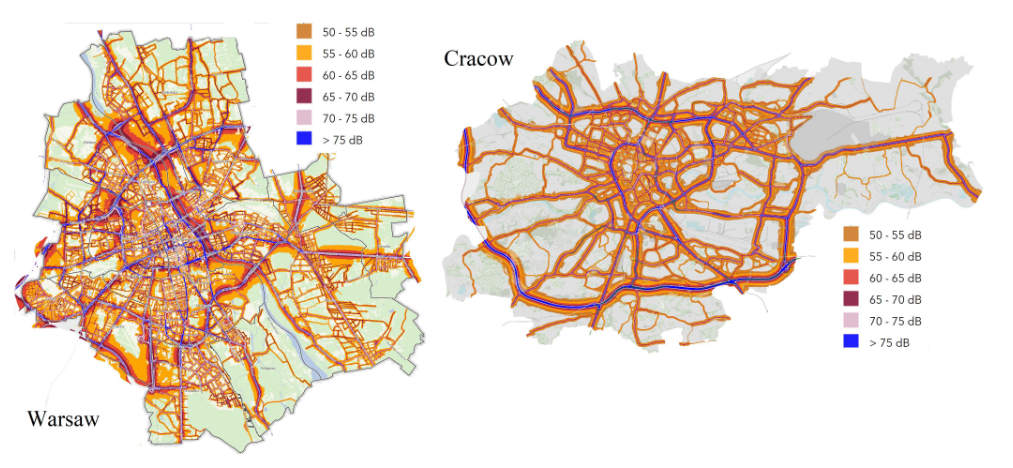 50 - 55 dB
55 - 60 dB
60 - 65 dB
65 - 70 dB
70 - 75 dB
> 75 dB
Cracow
50 - 55 dB
55 - 60 dB
60 - 65 dB
65 - 70 dB
70 - 75 dB
> 75 dB
Warsaw